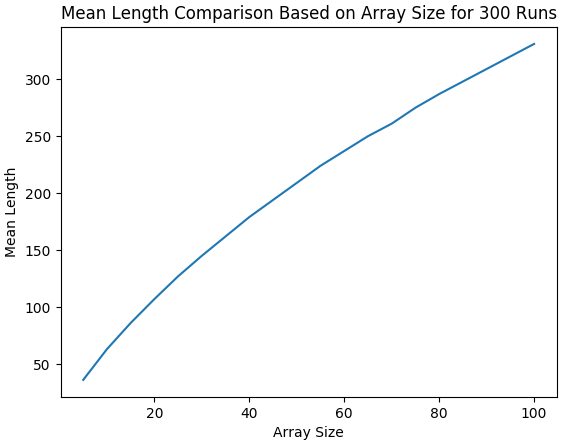 Mean Length Comparison Based on Array Size for 300 Runs
300
250
200
150
100
50
Mean Length
20 40 60 80 100
Array Size